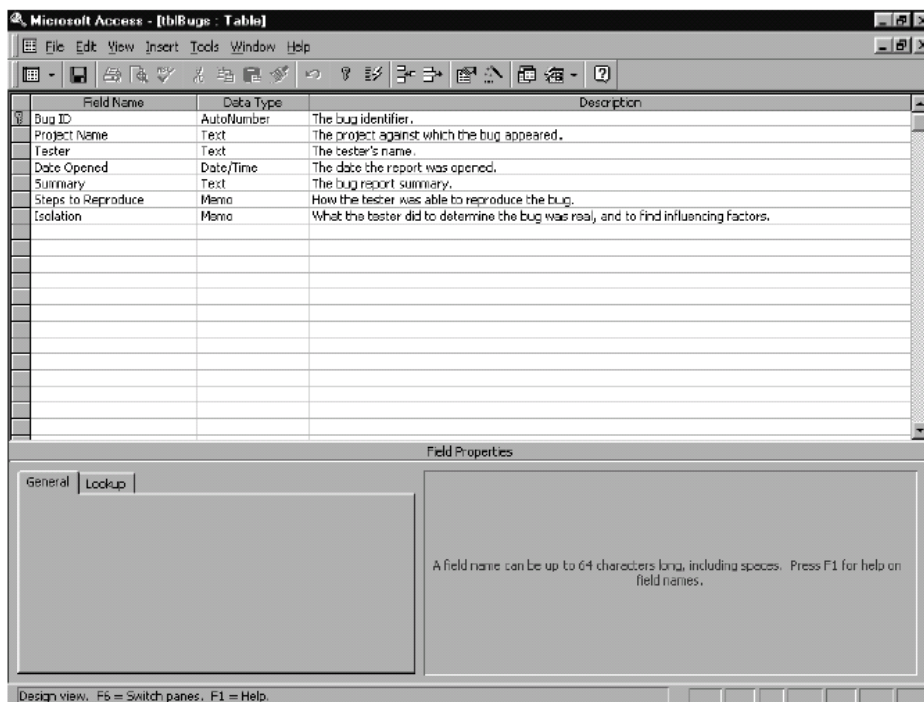 Microsoft Access - [tblBugs : Table]
File Edit View Insert Tools Window Help
Field Name Data Type Description
Bug ID AutoNumber The bug identifier.
Project Name Text The project against which the bug appeared.
Tester Text The tester's name.
Date Opened Date/Time The date the report was opened.
Summary Text The bug report summary.
Steps to Reproduce Memo How the tester was able to reproduce the bug.
Isolation Memo What the tester did to determine the bug was real, and to find influencing factors.
Field Properties
General Lookup
A field name can be up to 64 characters long, including spaces. Press F1 for help on
field names.
Design view. F6 = Switch panes. F1 = Help.